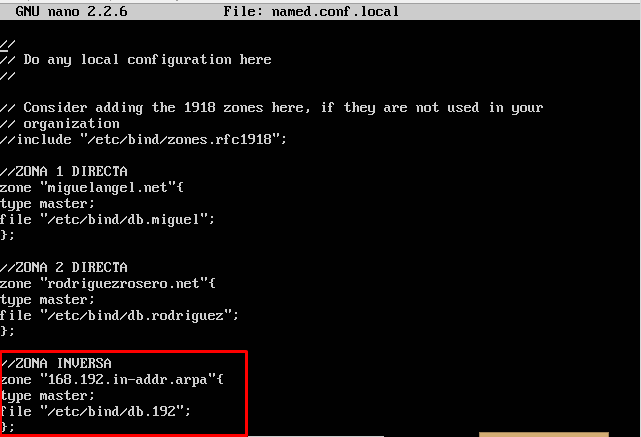 GNU nano 2.2.6 File: named.conf.local
//
// Do any local configuration here
//
// Consider adding the 1918 zones here, if they are not used in your
// organization
//include "/etc/bind/zones.rfc1918";
//ZONA 1 DIRECTA
zone "miguelangel.net"{
type master;
file "/etc/bind/db.miguel";
};
//ZONA 2 DIRECTA
zone "rodriguezrosero.net"{
type master;
file "/etc/bind/db.rodriguez";
};
//ZONA INVERSA
zone "168.192.in-addr.arpa"{
type master;
file "/etc/bind/db.192";
};